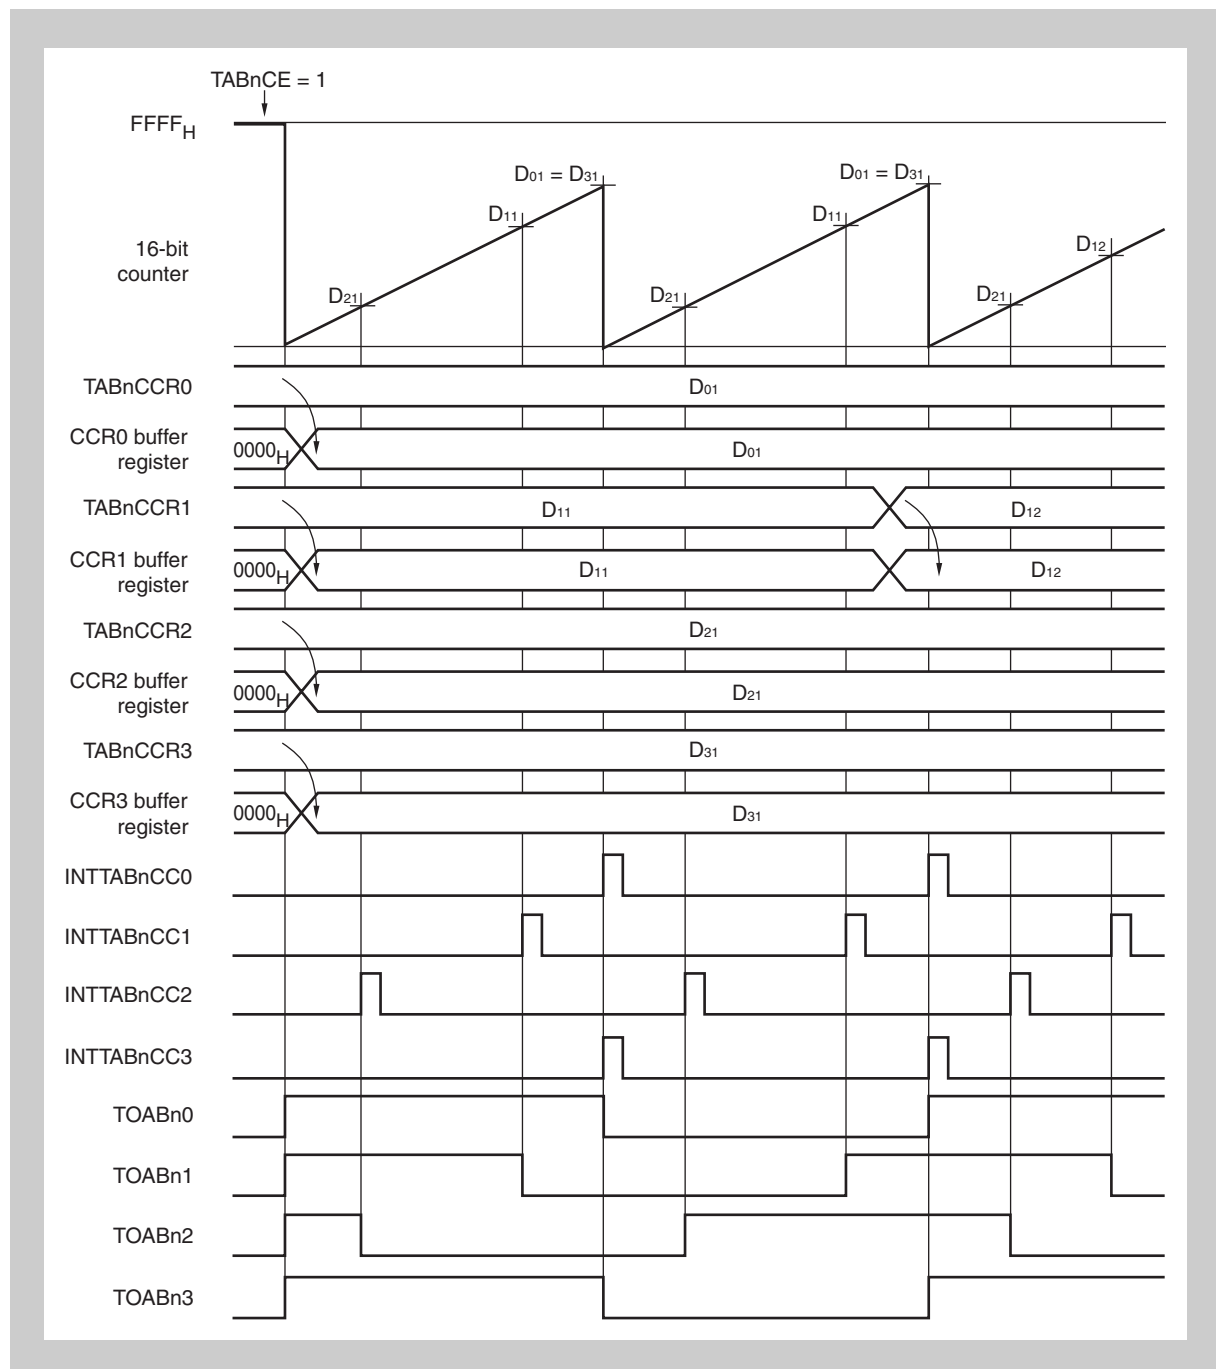 TABnCE = 1
FFFFH
D01 = D31
D01 = D31
D11
D11
16-bit
counter
D12
D21
D21
D21
TABnCCR0
D01
CCR0 buffer
register
0000H
D01
TABnCCR1
D11
D12
CCR1 buffer
register
0000H
D11
D12
TABnCCR2
D21
CCR2 buffer
register
0000H
D21
TABnCCR3
D31
CCR3 buffer
register
0000H
D31
INTTABnCC0
INTTABnCC1
INTTABnCC2
INTTABnCC3
TOABn0
TOABn1
TOABn2
TOABn3